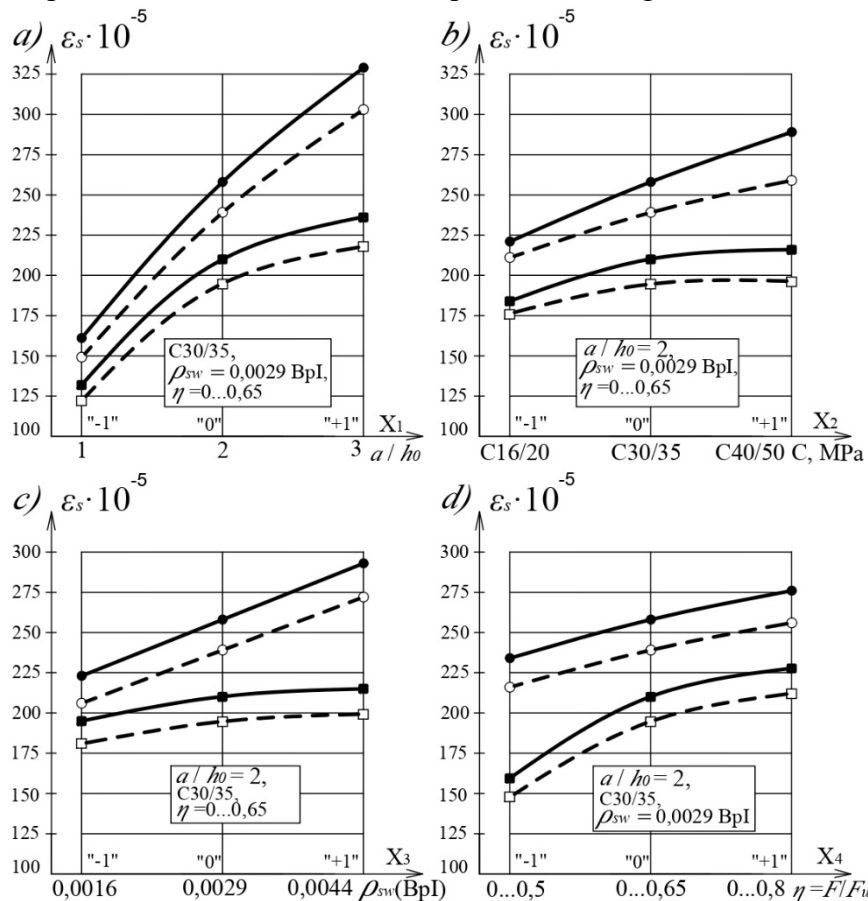 a) εs·10⁻⁵
325
300
275
250
225
200
175
150
125
100
C30/35,
ρsw = 0,0029 BpI,
η=0...0,65
"-1" "0" "+1" X1
1 2 3 a / h0
b) εs·10⁻⁵
325
300
275
250
225
200
175
150
125
100
a / h0 = 2,
ρsw = 0,0029 BpI,
η=0...0,65
"-1" "0" "+1" X2
C16/20 C30/35 C40/50 C, MPa
c) εs·10⁻⁵
300
275
250
225
200
175
150
125
100
a / h0 = 2,
C30/35,
η =0...0,65
"-1" "0" "+1" X3
0,0016 0,0029 0,0044 ρsw(BpI)
d) εs·10⁻⁵
300
275
250
225
200
175
150
125
100
a / h0 = 2,
C30/35,
ρsw = 0,0029 BpI
"-1" "0" "+1" X4
0...0,5 0...0,65 0...0,8 η=F/Fu